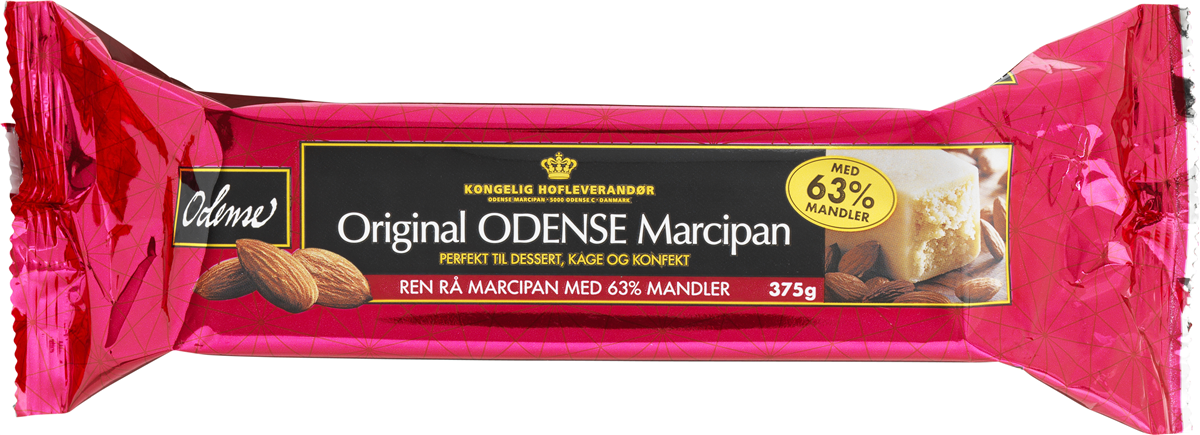 Odense
KONGELIG HOFLEVERANDØR
ODENSE MARCIPAN · 5000 ODENSE C · DANMARK
Original ODENSE Marcipan
PERFEKT TIL DESSERT, KAGE OG KONFEKT
REN RÅ MARCIPAN MED 63% MANDLER 375g
MED
63%
MANDLER